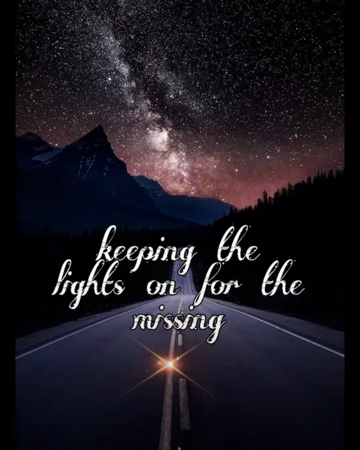 keeping the
lights on for the
missing